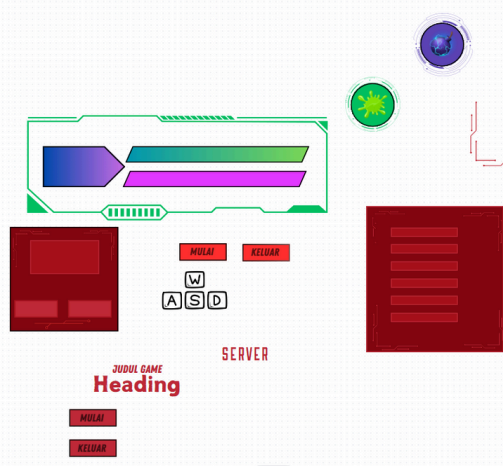 MULAI KELUAR
W
A S D
SERVER
JUDUL GAME
Heading
MULAI
KELUAR